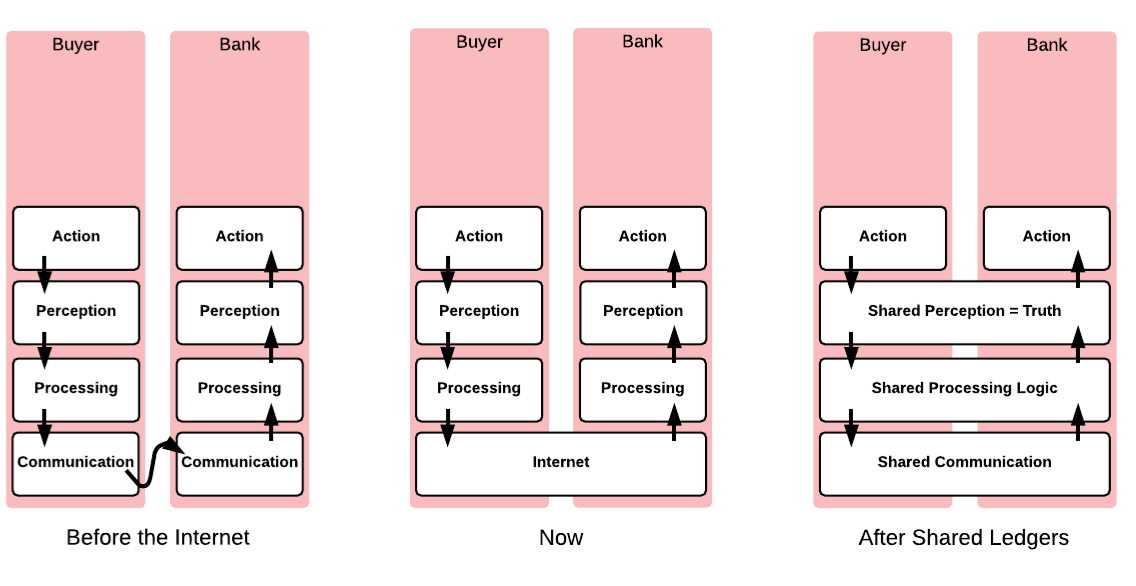 Buyer
Bank
Action
Action
Perception
Perception
Processing
Processing
Communication
Communication
Before the Internet
Buyer
Bank
Action
Action
Perception
Perception
Processing
Processing
Internet
Now
Buyer
Bank
Action
Action
Shared Perception = Truth
Shared Processing Logic
Shared Communication
After Shared Ledgers